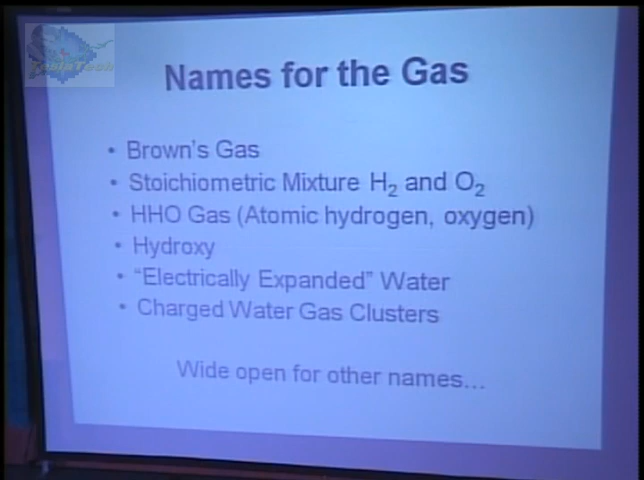 TeslaTech
Names for the Gas
• Brown's Gas
• Stoichiometric Mixture H₂ and O₂
• HHO Gas (Atomic hydrogen, oxygen)
• Hydroxy
• "Electrically Expanded" Water
• Charged Water Gas Clusters
Wide open for other names...